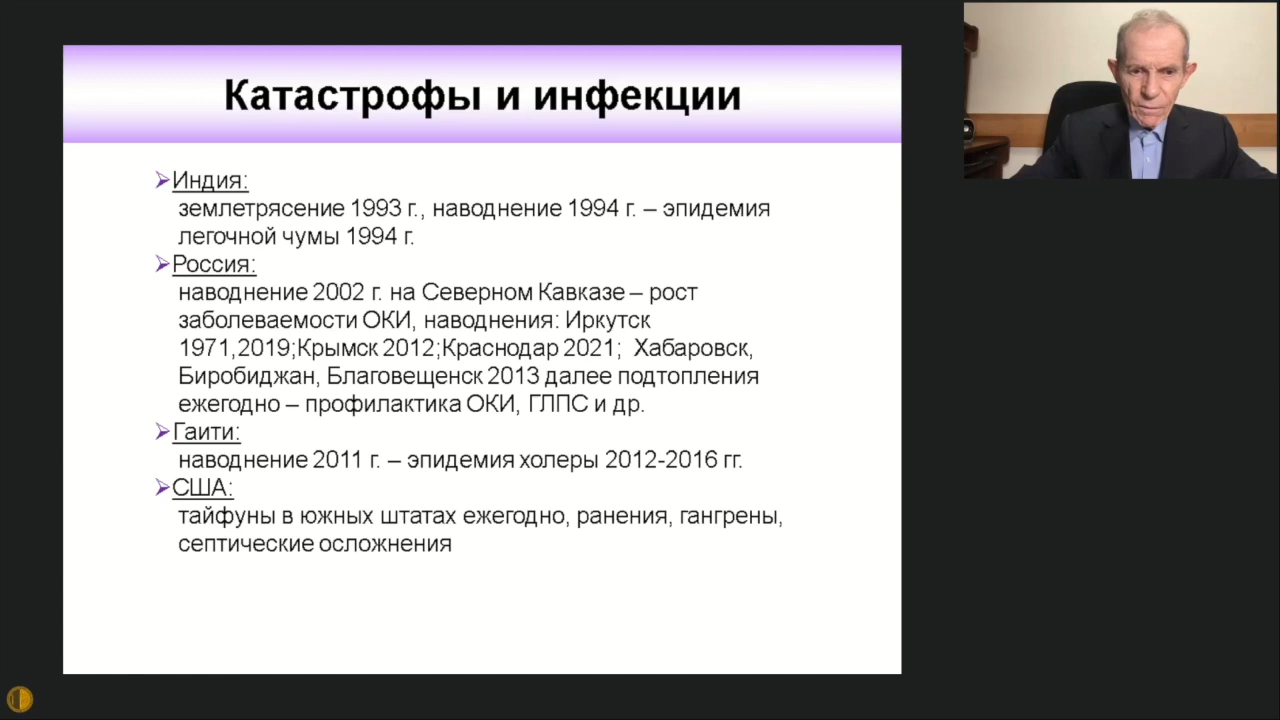 Катастрофы и инфекции
Индия:
землетрясение 1993 г., наводнение 1994 г. – эпидемия
легочной чумы 1994 г.
Россия:
наводнение 2002 г. на Северном Кавказе – рост
заболеваемости ОКИ, наводнения: Иркутск
1971,2019;Крымск 2012;Краснодар 2021; Хабаровск,
Биробиджан, Благовещенск 2013 далее подтопления
ежегодно – профилактика ОКИ, ГЛПС и др.
Гаити:
наводнение 2011 г. – эпидемия холеры 2012-2016 гг.
США:
тайфуны в южных штатах ежегодно, ранения, гангрены,
септические осложнения